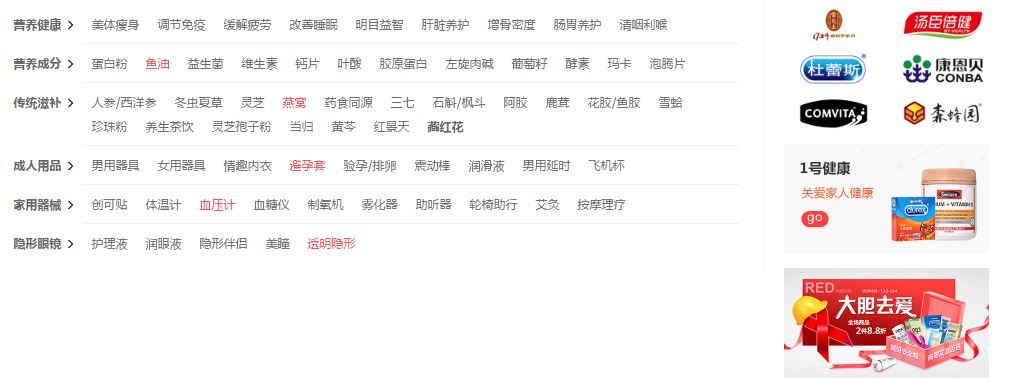 营养健康 美体瘦身 调节免疫 缓解疲劳 改善睡眠 明目益智 肝脏养护 增骨密度 肠胃养护 清咽利喉
营养成分 蛋白粉 鱼油 益生菌 维生素 钙片 叶酸 胶原蛋白 左旋肉碱 葡萄籽 酵素 玛卡 泡腾片
传统滋补 人参/西洋参 冬虫夏草 灵芝 燕窝 药食同源 三七 石斛/枫斗 阿胶 鹿茸 花胶/鱼胶 雪蛤
珍珠粉 养生茶饮 灵芝孢子粉 当归 黄芩 红景天 藏红花
成人用品 男用器具 女用器具 情趣内衣 避孕套 验孕/排卵 震动棒 润滑液 男用延时 飞机杯
家用器械 创可贴 体温计 血压计 血糖仪 制氧机 雾化器 助听器 轮椅助行 艾灸 按摩理疗
隐形眼镜 护理液 润眼液 隐形伴侣 美瞳 透明隐形
汤臣倍健
BY-HEALTH
杜蕾斯
康恩贝
CONBA
COMVITA
森蜂园
1号健康
关爱家人健康
go
Swisse
durex
RED
大胆去爱
全场商品
2件8.8折